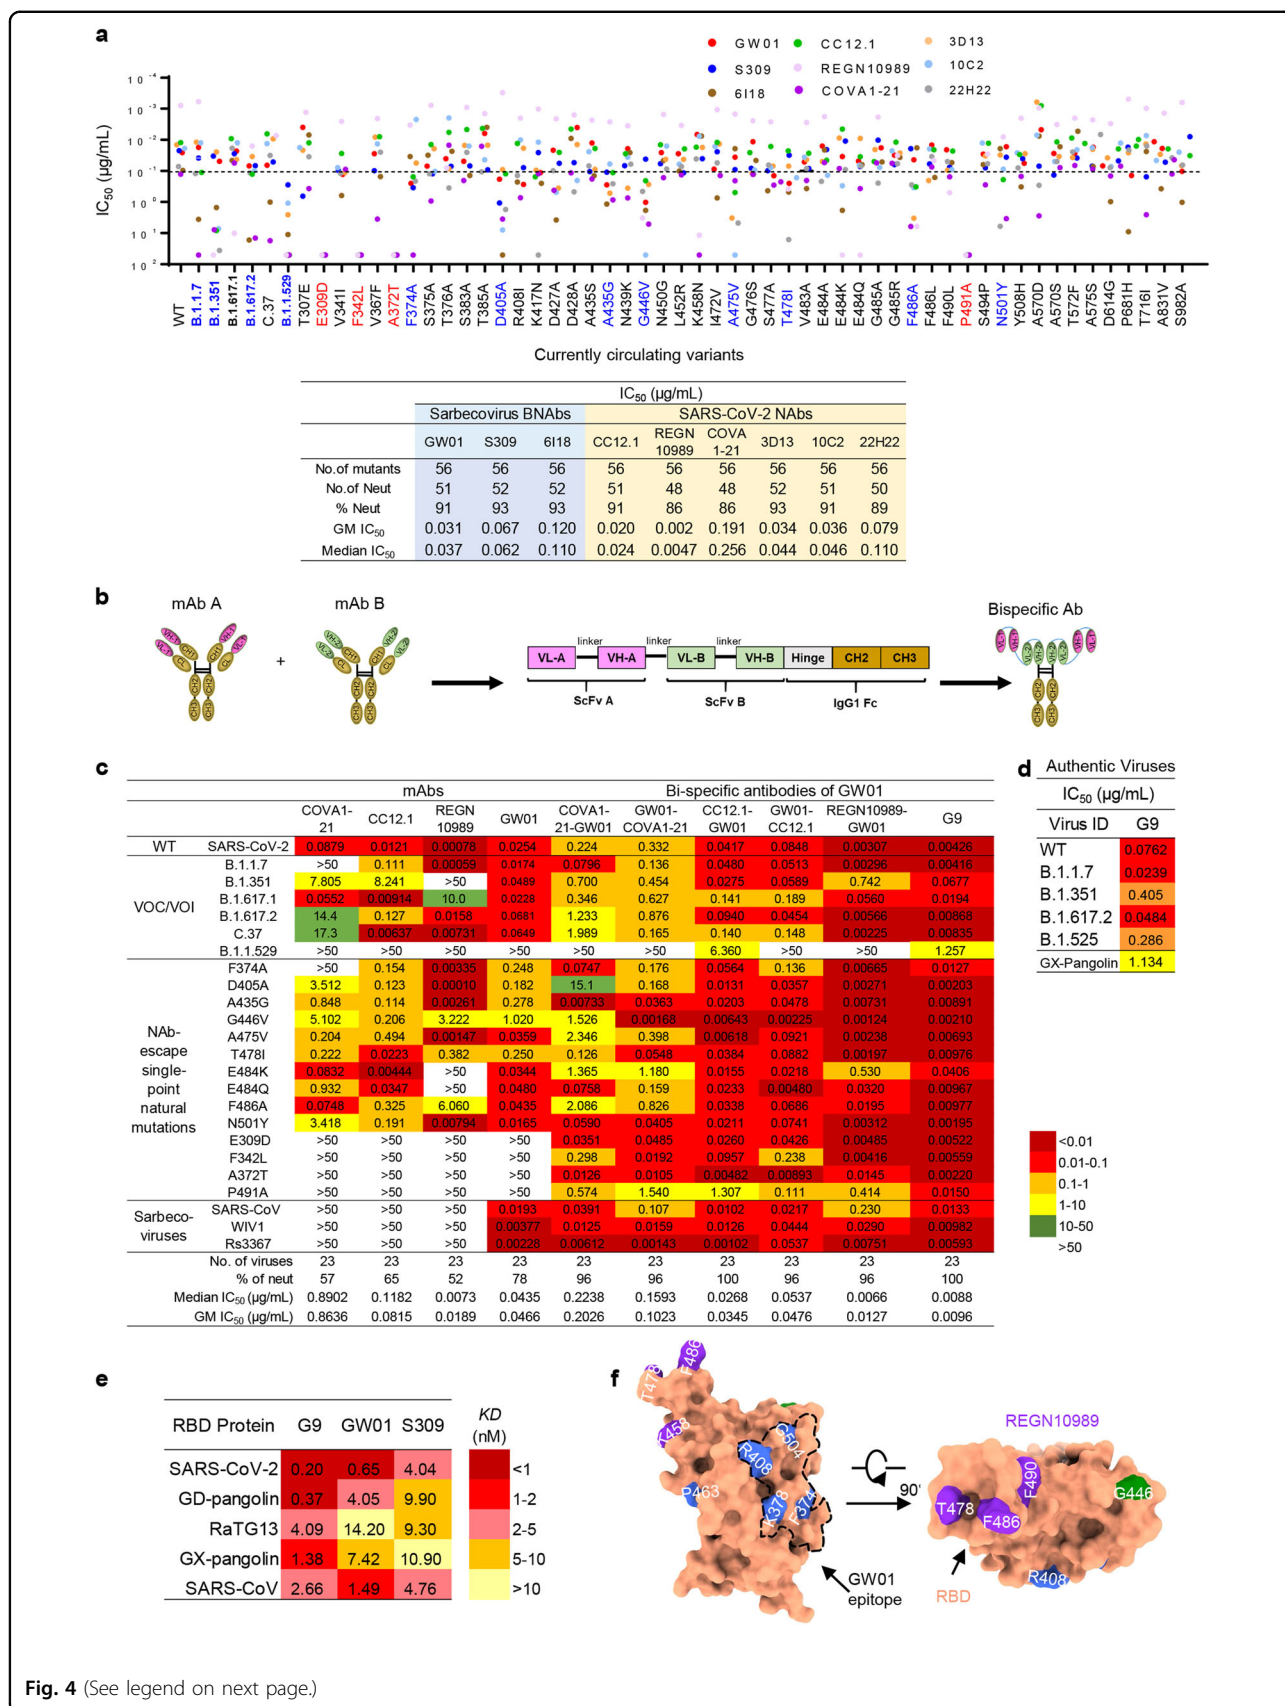 a
GW01 CC12.1 3D13
S309 REGN10989 10C2
6I18 COVA1-21 22H22
IC50 (µg/mL)
10 -4
10 -3
10 -2
10 -1
10 0
10 1
10 2
WT B.1.1.7 B.1.351 B.1.617.1 B.1.617.2 C.37 B.1.1.529 T307E E309D V341I F342L V367F A372T F374A S375A T376A S383A T385A D405A R408I K417N D427A D428A A435S A435G N439K G446V N450G L452R K458N I472V A475V G476S S477A T478I V483A E484A E484K E484Q G485A G485R F486A F486L F490L P491A S494P N501Y Y508H A570D A570S T572F A575S D614G P681H T716I A831V S982A
Currently circulating variants
IC50 (µg/mL)
Sarbecovirus BNAbs SARS-CoV-2 NAbs
GW01 S309 6I18 CC12.1 REGN 10989 COVA 1-21 3D13 10C2 22H22
No.of mutants 56 56 56 56 56 56 56 56 56
No.of Neut 51 52 52 51 48 48 52 51 50
% Neut 91 93 93 91 86 86 93 91 89
GM IC50 0.031 0.067 0.120 0.020 0.002 0.191 0.034 0.036 0.079
Median IC50 0.037 0.062 0.110 0.024 0.0047 0.256 0.044 0.046 0.110
b
mAb A mAb B Bispecific Ab
VH-1 VL-1 CH1 CL CH2 CH3
+
VH-2 VL-2 CH1 CL CH2 CH3
linker linker linker
VL-A VH-A VL-B VH-B Hinge CH2 CH3
ScFv A ScFv B IgG1 Fc
c
mAbs Bi-specific antibodies of GW01
COVA1-21 CC12.1 REGN 10989 GW01 COVA1-21-GW01 GW01-COVA1-21 CC12.1-GW01 GW01-CC12.1 REGN10989-GW01 G9
WT SARS-CoV-2 0.0879 0.0121 0.00078 0.0254 0.224 0.332 0.0417 0.0848 0.00307 0.00426
VOC/VOI
B.1.1.7 >50 0.111 0.00059 0.0174 0.0796 0.136 0.0480 0.0513 0.00296 0.00416
B.1.351 7.805 8.241 >50 0.0489 0.700 0.454 0.0275 0.0589 0.742 0.0677
B.1.617.1 0.0552 0.00914 10.0 0.0228 0.346 0.627 0.141 0.189 0.0560 0.0194
B.1.617.2 14.4 0.127 0.0158 0.0681 1.233 0.876 0.0940 0.0454 0.00566 0.00868
C.37 17.3 0.00637 0.00731 0.0649 1.989 0.165 0.140 0.148 0.00225 0.00835
B.1.1.529 >50 >50 >50 >50 >50 >50 6.360 >50 >50 1.257
NAb-escape single-point natural mutations
F374A >50 0.154 0.00335 0.248 0.0747 0.176 0.0564 0.136 0.00665 0.0127
D405A 3.512 0.123 0.00010 0.182 15.1 0.168 0.0131 0.0357 0.00271 0.00203
A435G 0.848 0.114 0.00261 0.278 0.00733 0.0363 0.0203 0.0478 0.00731 0.00891
G446V 5.102 0.206 3.222 1.020 1.526 0.00168 0.00643 0.00225 0.00124 0.00210
A475V 0.204 0.494 0.00147 0.0359 2.346 0.398 0.00618 0.0921 0.00238 0.00693
T478I 0.222 0.0223 0.382 0.250 0.126 0.0548 0.0384 0.0882 0.00197 0.00976
E484K 0.0832 0.00444 >50 0.0344 1.365 1.180 0.0155 0.0218 0.530 0.0406
E484Q 0.932 0.0347 >50 0.0480 0.0758 0.159 0.0233 0.00480 0.0320 0.00967
F486A 0.0748 0.325 6.060 0.0435 2.086 0.826 0.0338 0.0686 0.0195 0.00977
N501Y 3.418 0.191 0.00794 0.0165 0.0590 0.0405 0.0211 0.0741 0.00312 0.00195
E309D >50 >50 >50 >50 0.0351 0.0485 0.0260 0.0426 0.00485 0.00522
F342L >50 >50 >50 >50 0.298 0.0192 0.0957 0.238 0.00416 0.00559
A372T >50 >50 >50 >50 0.0126 0.0105 0.00482 0.00893 0.0145 0.00220
P491A >50 >50 >50 >50 0.574 1.540 1.307 0.111 0.414 0.0150
Sarbeco-viruses
SARS-CoV >50 >50 >50 0.0193 0.0391 0.107 0.0102 0.0217 0.230 0.0133
WIV1 >50 >50 >50 0.00377 0.0125 0.0159 0.0126 0.0444 0.0290 0.00982
Rs3367 >50 >50 >50 0.00228 0.00612 0.00143 0.00102 0.0537 0.00751 0.00593
No. of viruses 23 23 23 23 23 23 23 23 23 23
% of neut 57 65 52 78 96 96 100 96 96 100
Median IC50 (µg/mL) 0.8902 0.1182 0.0073 0.0435 0.2238 0.1593 0.0268 0.0537 0.0066 0.0088
GM IC50 (µg/mL) 0.8636 0.0815 0.0189 0.0466 0.2026 0.1023 0.0345 0.0476 0.0127 0.0096
d
Authentic Viruses
IC50 (µg/mL)
Virus ID G9
WT 0.0762
B.1.1.7 0.0239
B.1.351 0.405
B.1.617.2 0.0484
B.1.525 0.286
GX-Pangolin 1.134
<0.01
0.01-0.1
0.1-1
1-10
10-50
>50
e
RBD Protein G9 GW01 S309
SARS-CoV-2 0.20 0.65 4.04
GD-pangolin 0.37 4.05 9.90
RaTG13 4.09 14.20 9.30
GX-pangolin 1.38 7.42 10.90
SARS-CoV 2.66 1.49 4.76
KD
(nM)
<1
1-2
2-5
5-10
>10
f
T478 F486
K458
R408 G504
P463 K378 F374
GW01
epitope
90°
REGN10989
F490
T478 F486 G446
R408
RBD
Fig. 4 (See legend on next page.)